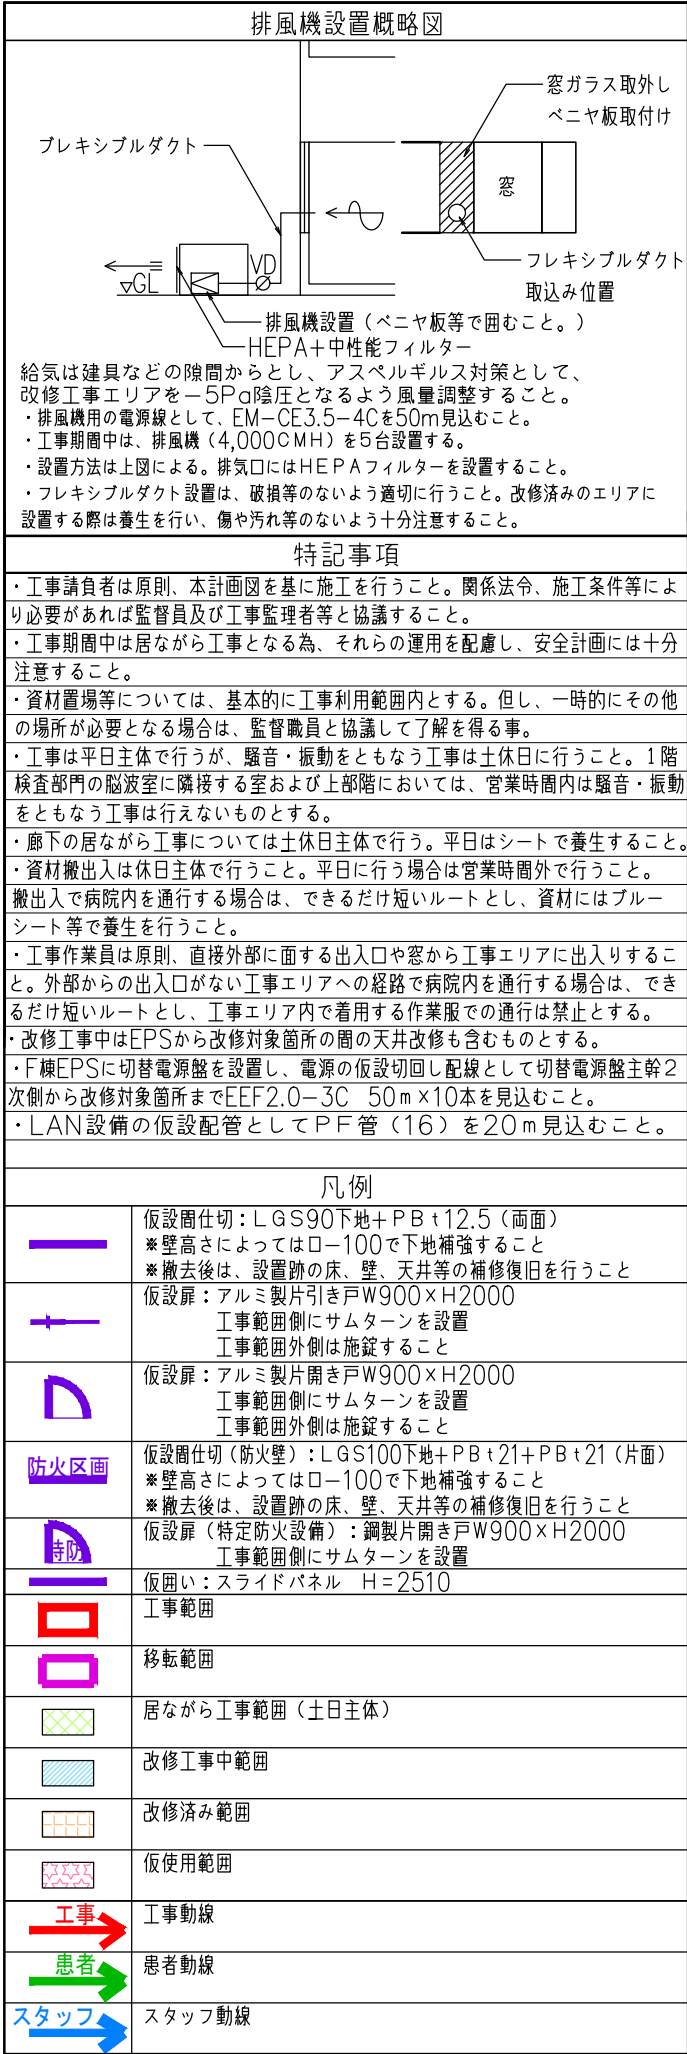 排風機設置概略図
窓ガラス取外し
ベニヤ板取付け
ブレキシブルダクト
窓
フレキシブルダクト
取込み位置
VD
▽GL
排風機設置（ベニヤ板等で囲むこと。）
HEPA+中性能フィルター
給気は建具などの隙間からとし、アスペルギルス対策として、
改修工事エリアを－5Pa陰圧となるよう風量調整すること。
・排風機用の電源線として、EM-CE3.5-4Cを50m見込むこと。
・工事期間中は、排風機（4,000CMH）を5台設置する。
・設置方法は上図による。排気口にはHEPAフィルターを設置すること。
・フレキシブルダクト設置は、破損等のないよう適切に行うこと。改修済みのエリアに
設置する際は養生を行い、傷や汚れ等のないよう十分注意すること。
特記事項
・工事請負者は原則、本計画図を基に施工を行うこと。関係法令、施工条件等によ
り必要があれば監督員及び工事監理者等と協議すること。
・工事期間中は居ながら工事となる為、それらの運用を配慮し、安全計画には十分
注意すること。
・資材置場等については、基本的に工事利用範囲内とする。但し、一時的にその他
の場所が必要となる場合は、監督職員と協議して了解を得る事。
・工事は平日主体で行うが、騒音・振動をともなう工事は土休日に行うこと。1階
検査部門の脳波室に隣接する室および上部階においては、営業時間内は騒音・振動
をともなう工事は行えないものとする。
・廊下の居ながら工事については土休日主体で行う。平日はシートで養生すること。
・資材搬出入は休日主体で行うこと。平日に行う場合は営業時間外で行うこと。
搬出入で病院内を通行する場合は、できるだけ短いルートとし、資材にはブルー
シート等で養生を行うこと。
・工事作業員は原則、直接外部に面する出入口や窓から工事エリアに出入りするこ
と。外部からの出入口がない工事エリアへの経路で病院内を通行する場合は、でき
るだけ短いルートとし、工事エリア内で着用する作業服での通行は禁止とする。
・改修工事中はEPSから改修対象箇所の間の天井改修も含むものとする。
・F棟EPSに切替電源盤を設置し、電源の仮設切回し配線として切替電源盤主幹2
次側から改修対象箇所までEEF2.0-3C 50m×10本を見込むこと。
・LAN設備の仮設配管としてPF管（16）を20m見込むこと。
凡例
仮設間仕切：LGS90下地+PBt12.5（両面）
※壁高さによっては□-100で下地補強すること
※撤去後は、設置跡の床、壁、天井等の補修復旧を行うこと
仮設扉：アルミ製片引き戸W900×H2000
工事範囲側にサムターンを設置
工事範囲外側は施錠すること
仮設扉：アルミ製片開き戸W900×H2000
工事範囲側にサムターンを設置
工事範囲外側は施錠すること
防火区画
仮設間仕切（防火壁）：LGS100下地+PBt21+PBt21（片面）
※壁高さによっては□-100で下地補強すること
※撤去後は、設置跡の床、壁、天井等の補修復旧を行うこと
特防
仮設扉（特定防火設備）：鋼製片開き戸W900×H2000
工事範囲側にサムターンを設置
仮囲い：スライドパネル H=2510
工事範囲
移転範囲
居ながら工事範囲（土日主体）
改修工事中範囲
改修済み範囲
仮使用範囲
工事
工事動線
患者
患者動線
スタッフ
スタッフ動線